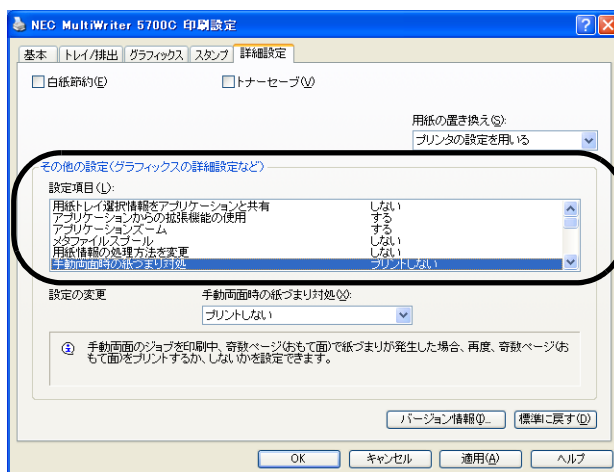 NEC MultiWriter 5700C 印刷設定
基本 トレイ/排出 グラフィックス スタンプ 詳細設定
白紙節約(E) トナーセーブ(V)
用紙の置き換え(S):
プリンタの設定を用いる
その他の設定(グラフィックスの詳細設定など)
設定項目(L):
用紙トレイ選択情報をアプリケーションと共有 しない
アプリケーションからの拡張機能の使用 する
アプリケーションズーム する
メタファイルスプール しない
用紙情報の処理方法を変更 しない
手動両面時の紙づまり対処 プリントしない
設定の変更 手動両面時の紙づまり対処(X):
プリントしない
手動両面のジョブを印刷中、奇数ページ(おもて面)で紙づまりが発生した場合、再度、奇数ページ(お
もて面)をプリントするか、しないかを設定できます。
バージョン情報(I)... 標準に戻す(D)
OK キャンセル 適用(A) ヘルプ